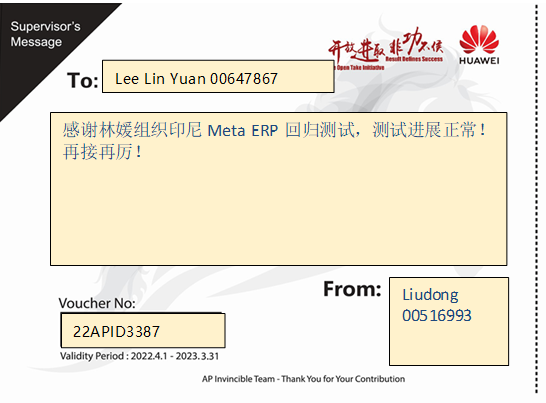 Supervisor's
Message
开放进取 非功不侯
Open Take Initiative Result Defines Success
HUAWEI
To: Lee Lin Yuan 00647867
感谢林媛组织印尼 Meta ERP 回归测试，测试进展正常！
再接再厉！
From: Liudong
00516993
Voucher No:
22APID3387
Validity Period : 2022.4.1 - 2023.3.31
AP Invincible Team - Thank You for Your Contribution